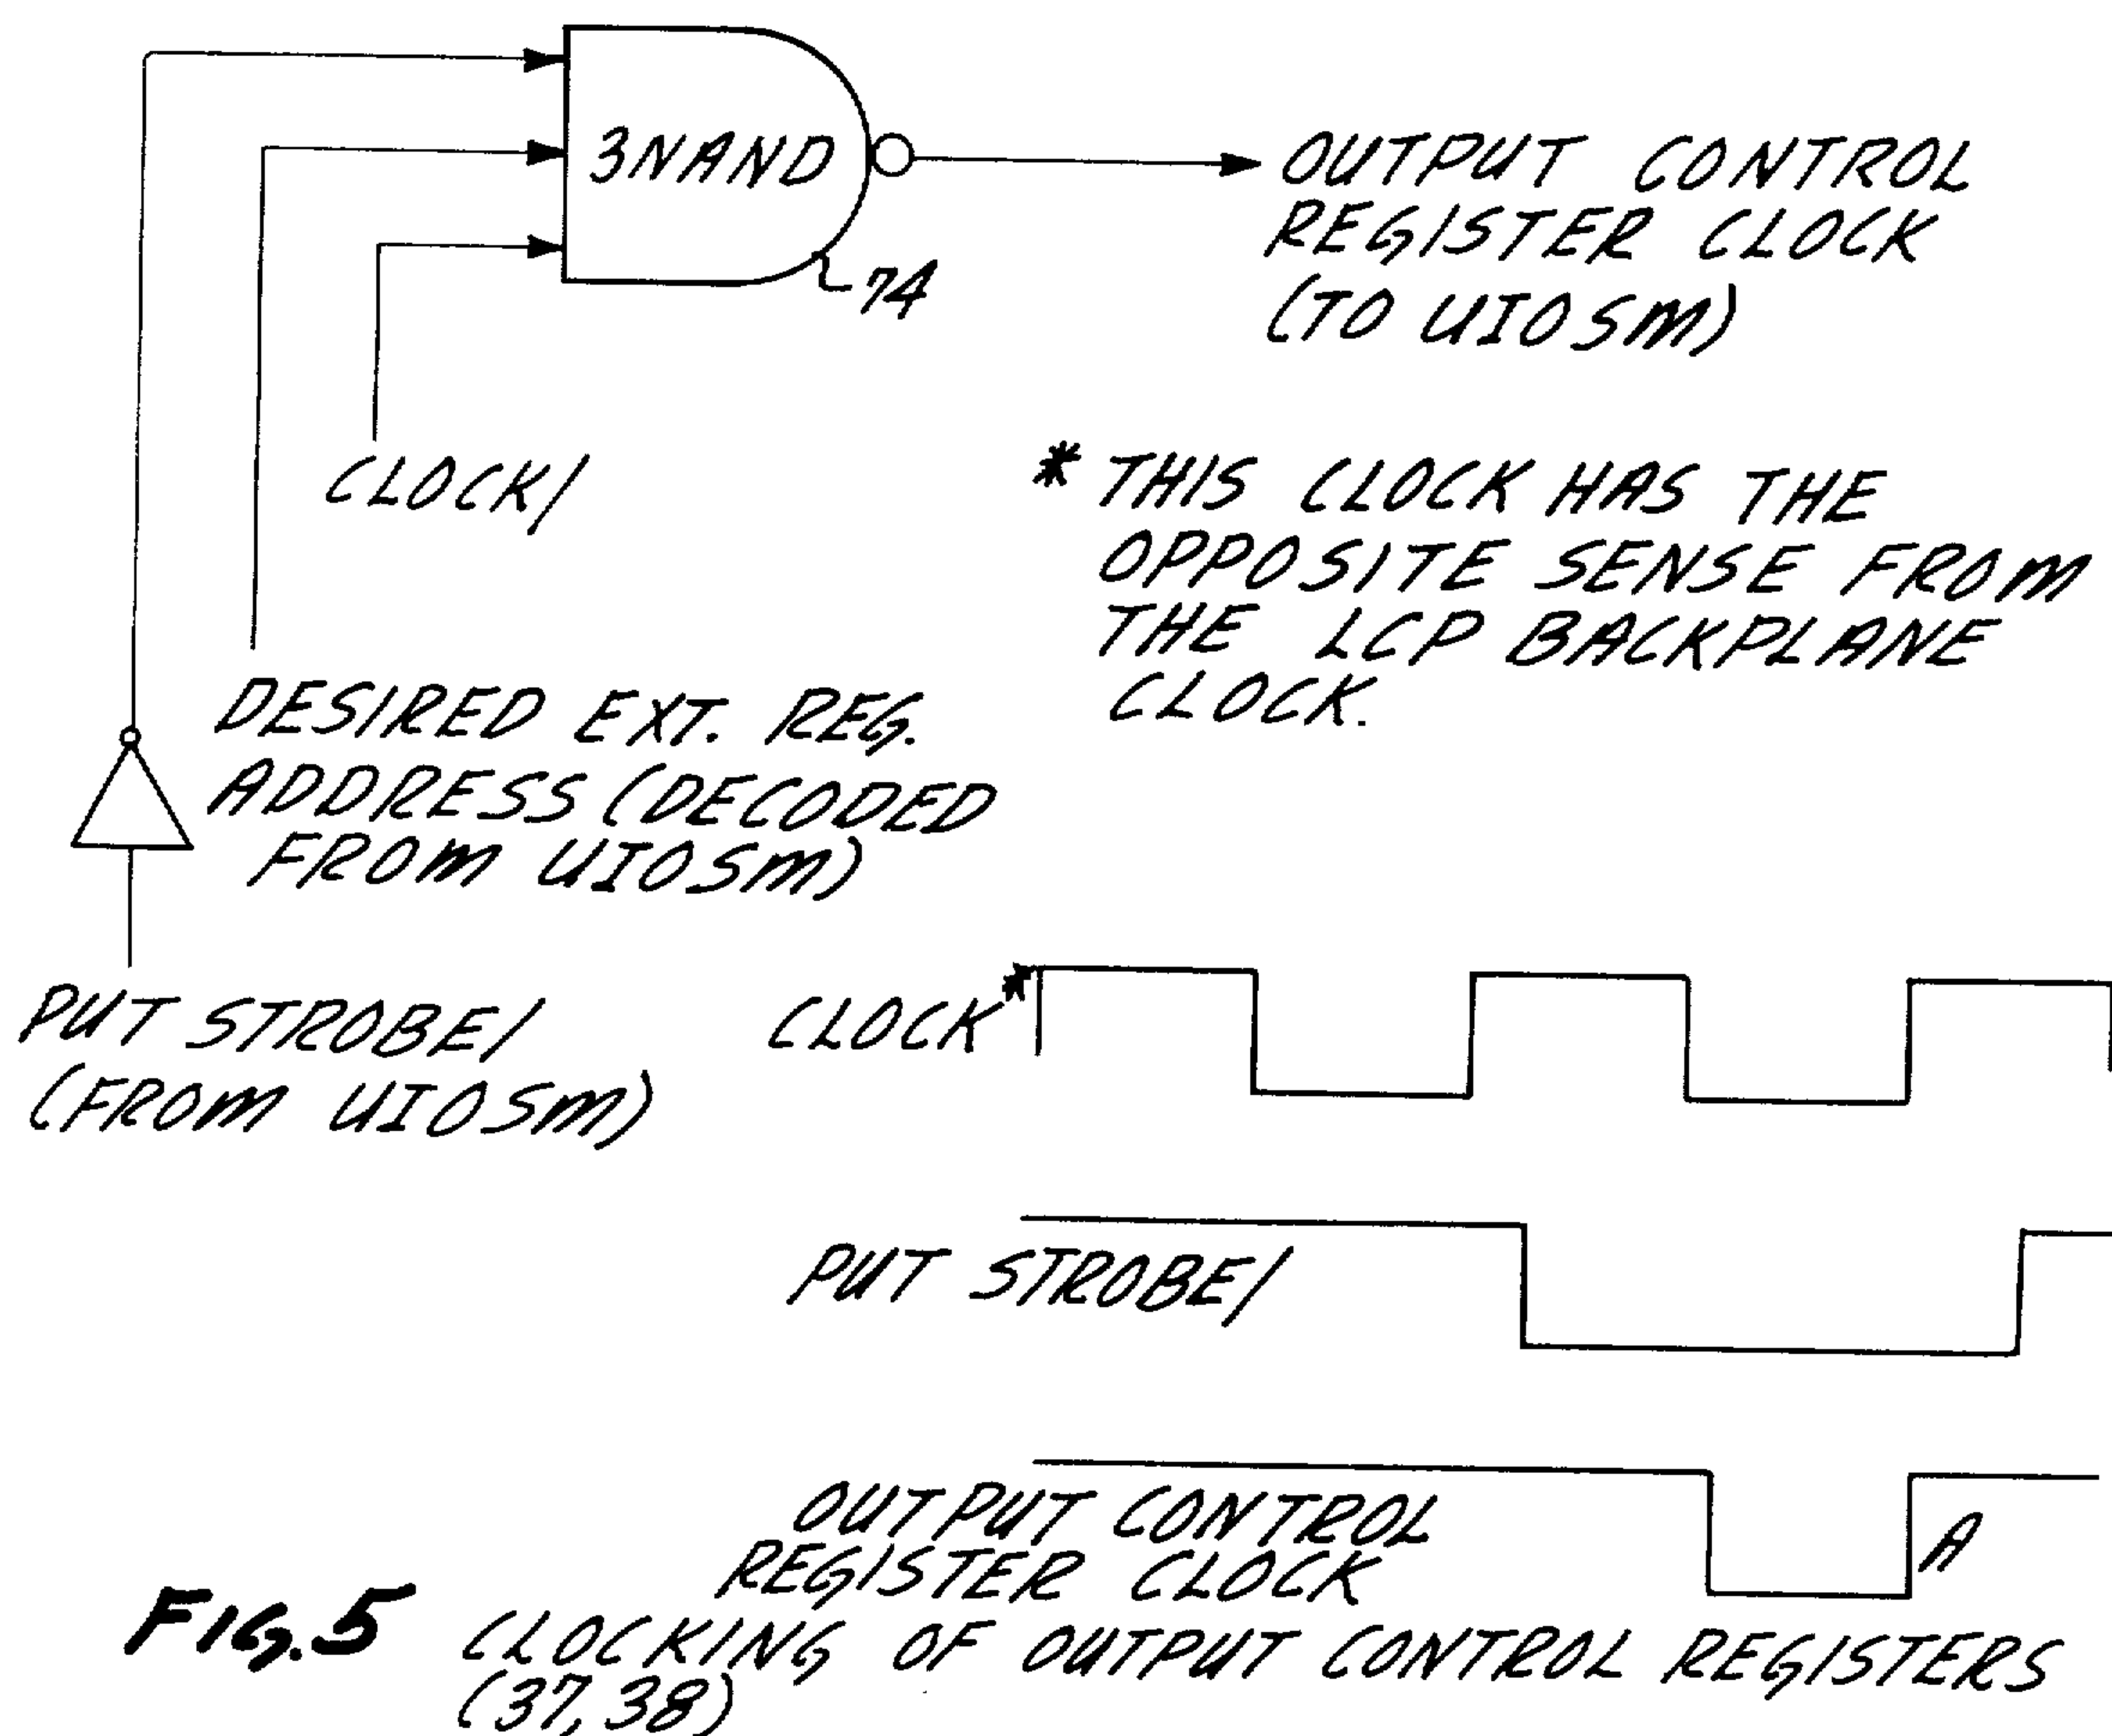 3NAND
74
OUTPUT CONTROL
REGISTER CLOCK
(TO UIOSM)
CLOCK/
* THIS CLOCK HAS THE
OPPOSITE SENSE FROM
THE LCP BACKPLANE
CLOCK.
DESIRED EXT. REG.
ADDRESS (DECODED
FROM UIOSM)
PUT STROBE/
(FROM UIOSM)
CLOCK*
PUT STROBE/
OUTPUT CONTROL
REGISTER CLOCK
A
FIG.5 CLOCKING OF OUTPUT CONTROL REGISTERS
(37,38)